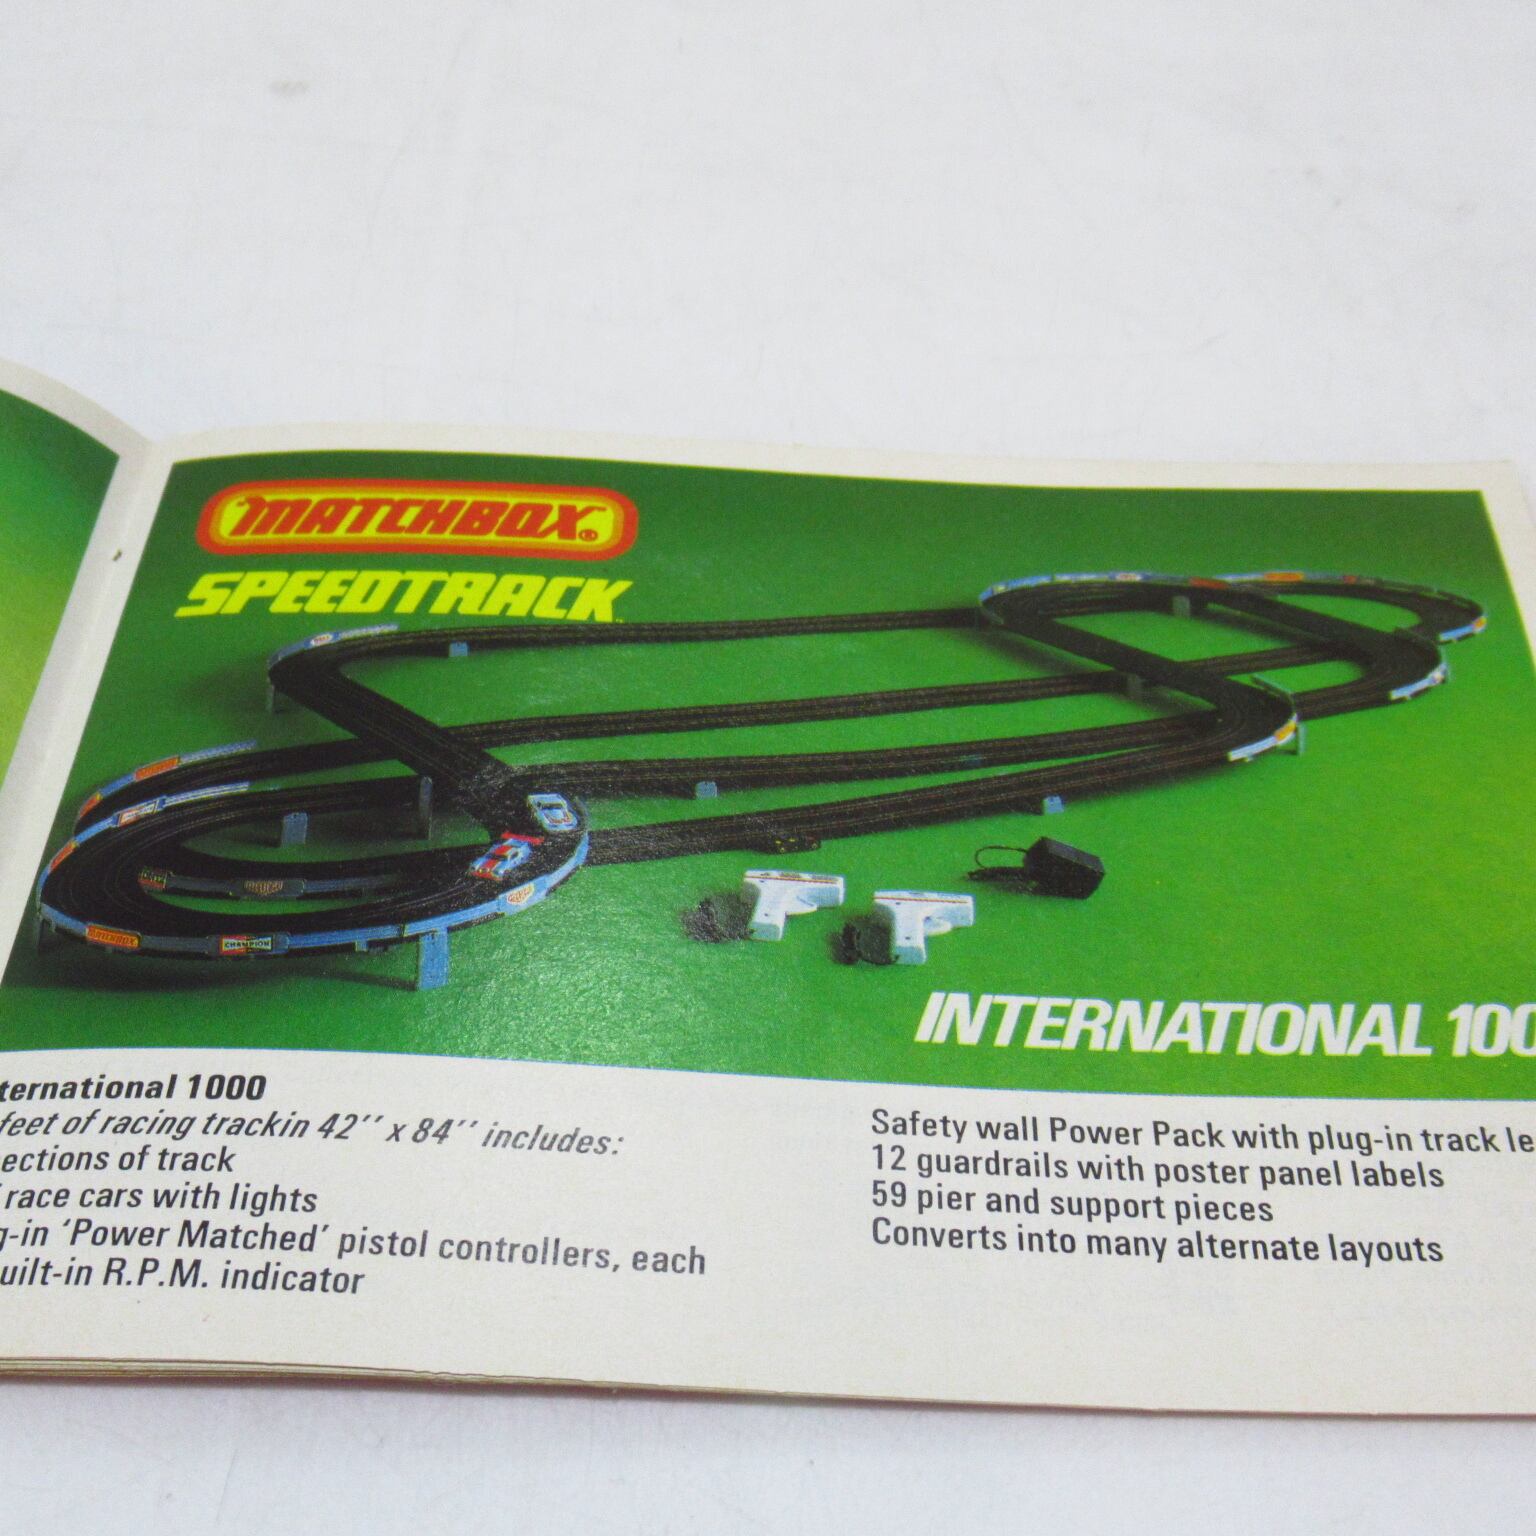 MATCHBOX®
SPEEDTRACK
MATCHBOX
CHAMPION
INTERNATIONAL 100
ternational 1000
feet of racing trackin 42’’ x 84’’ includes:
ections of track
race cars with lights
g-in ‘Power Matched’ pistol controllers, each
uilt-in R.P.M. indicator
Safety wall Power Pack with plug-in track le
12 guardrails with poster panel labels
59 pier and support pieces
Converts into many alternate layouts